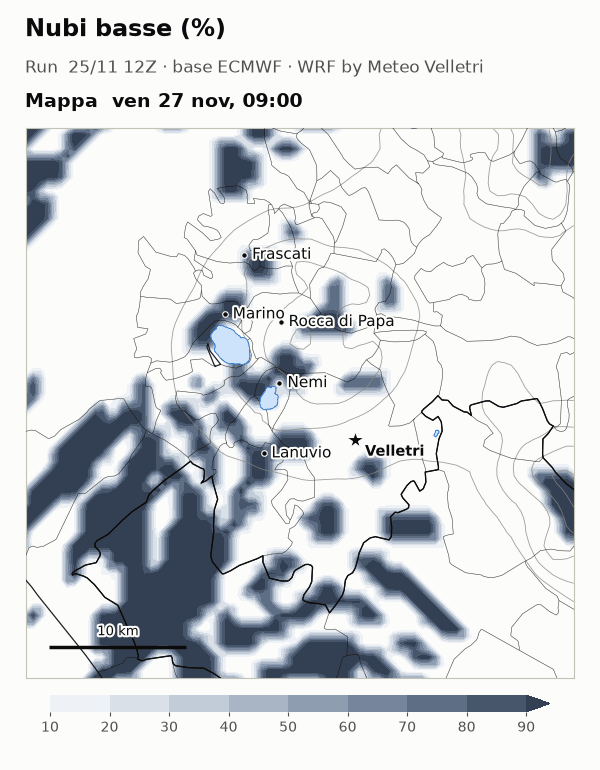 Nubi basse (%)
Run  25/11 12Z · base ECMWF · WRF by Meteo Velletri
Mappa  ven 27 nov, 09:00
Frascati
Marino
Rocca di Papa
Nemi
Velletri
Lanuvio
10 km
10 20 30 40 50 60 70 80 90